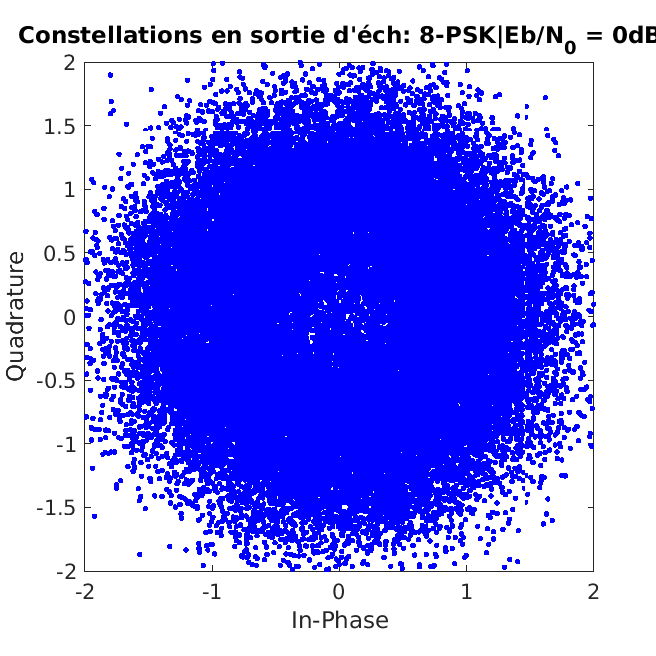 Constellations en sortie d'éch: 8-PSK|Eb/N0 = 0dB
2
1.5
1
0.5
0
-0.5
-1
-1.5
-2
Quadrature
-2 -1 0 1 2
In-Phase